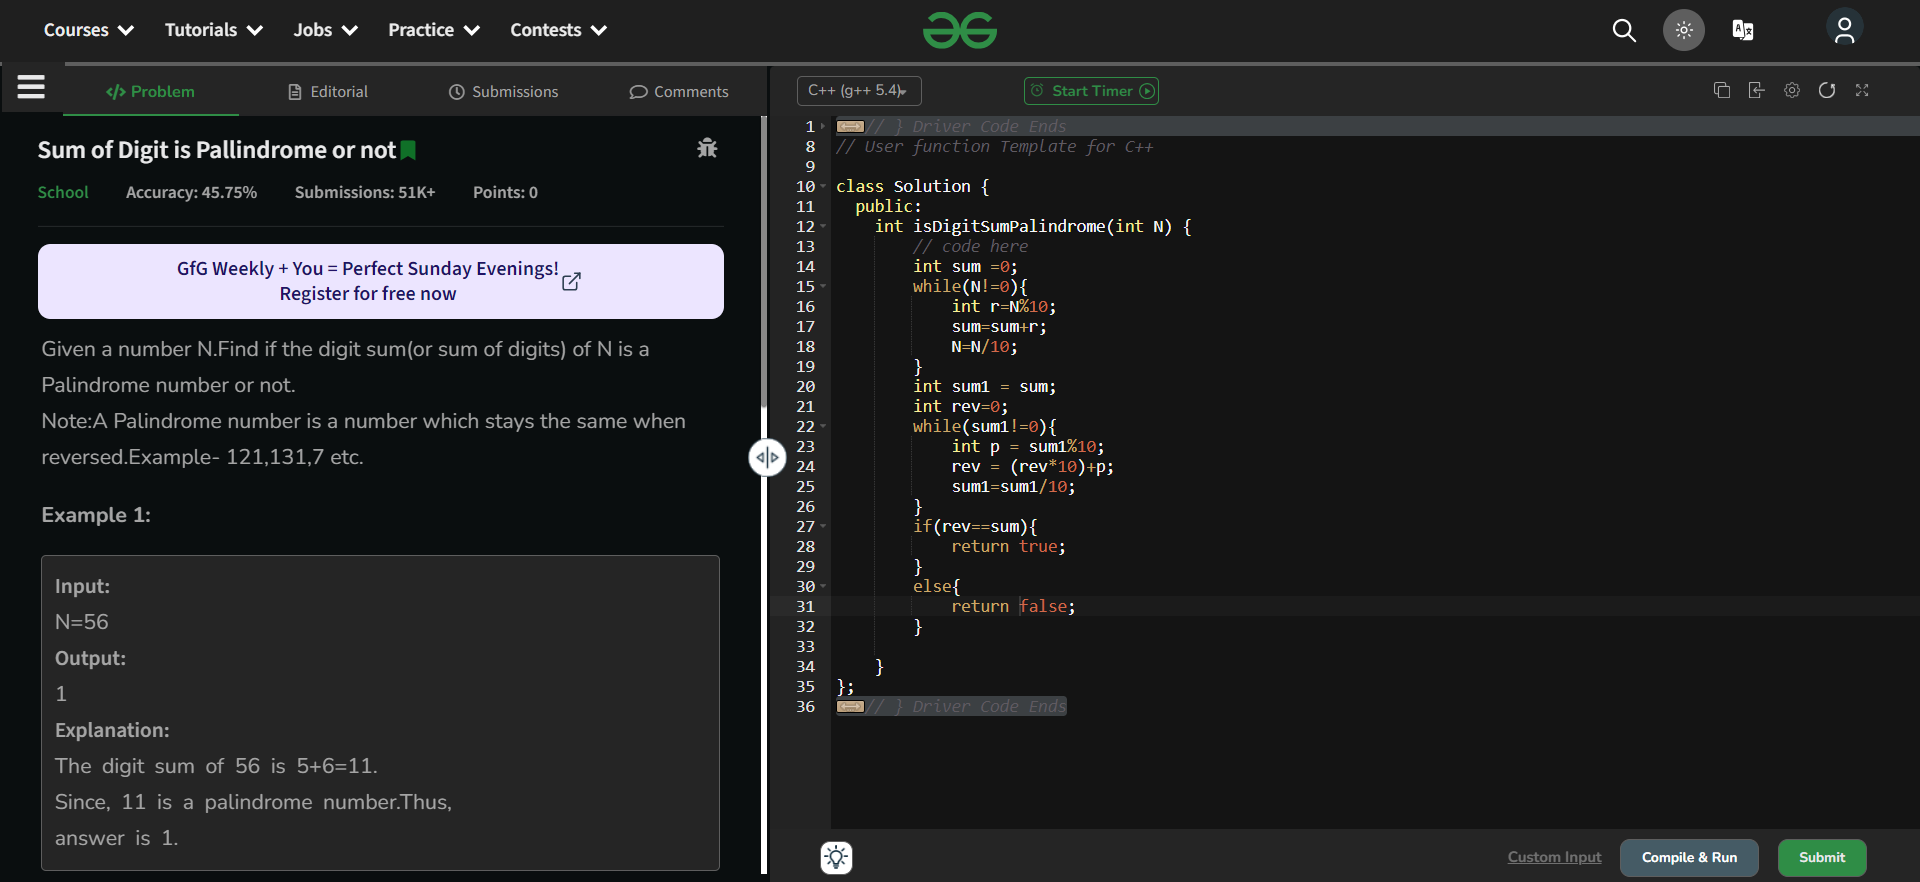 Courses Tutorials Jobs Practice Contests
Problem Editorial Submissions Comments
Sum of Digit is Pallindrome or not
School Accuracy: 45.75% Submissions: 51K+ Points: 0
GfG Weekly + You = Perfect Sunday Evenings!
Register for free now
Given a number N.Find if the digit sum(or sum of digits) of N is a
Palindrome number or not.
Note:A Palindrome number is a number which stays the same when
reversed.Example- 121,131,7 etc.
Example 1:
Input:
N=56
Output:
1
Explanation:
The digit sum of 56 is 5+6=11.
Since, 11 is a palindrome number.Thus,
answer is 1.
C++ (g++ 5.4) Start Timer
1 // } Driver Code Ends
8 // User function Template for C++
9
10 class Solution {
11 public:
12 int isDigitSumPalindrome(int N) {
13 // code here
14 int sum =0;
15 while(N!=0){
16 int r=N%10;
17 sum=sum+r;
18 N=N/10;
19 }
20 int sum1 = sum;
21 int rev=0;
22 while(sum1!=0){
23 int p = sum1%10;
24 rev = (rev*10)+p;
25 sum1=sum1/10;
26 }
27 if(rev==sum){
28 return true;
29 }
30 else{
31 return false;
32 }
33
34 }
35 };
36 // } Driver Code Ends
Custom Input Compile & Run Submit